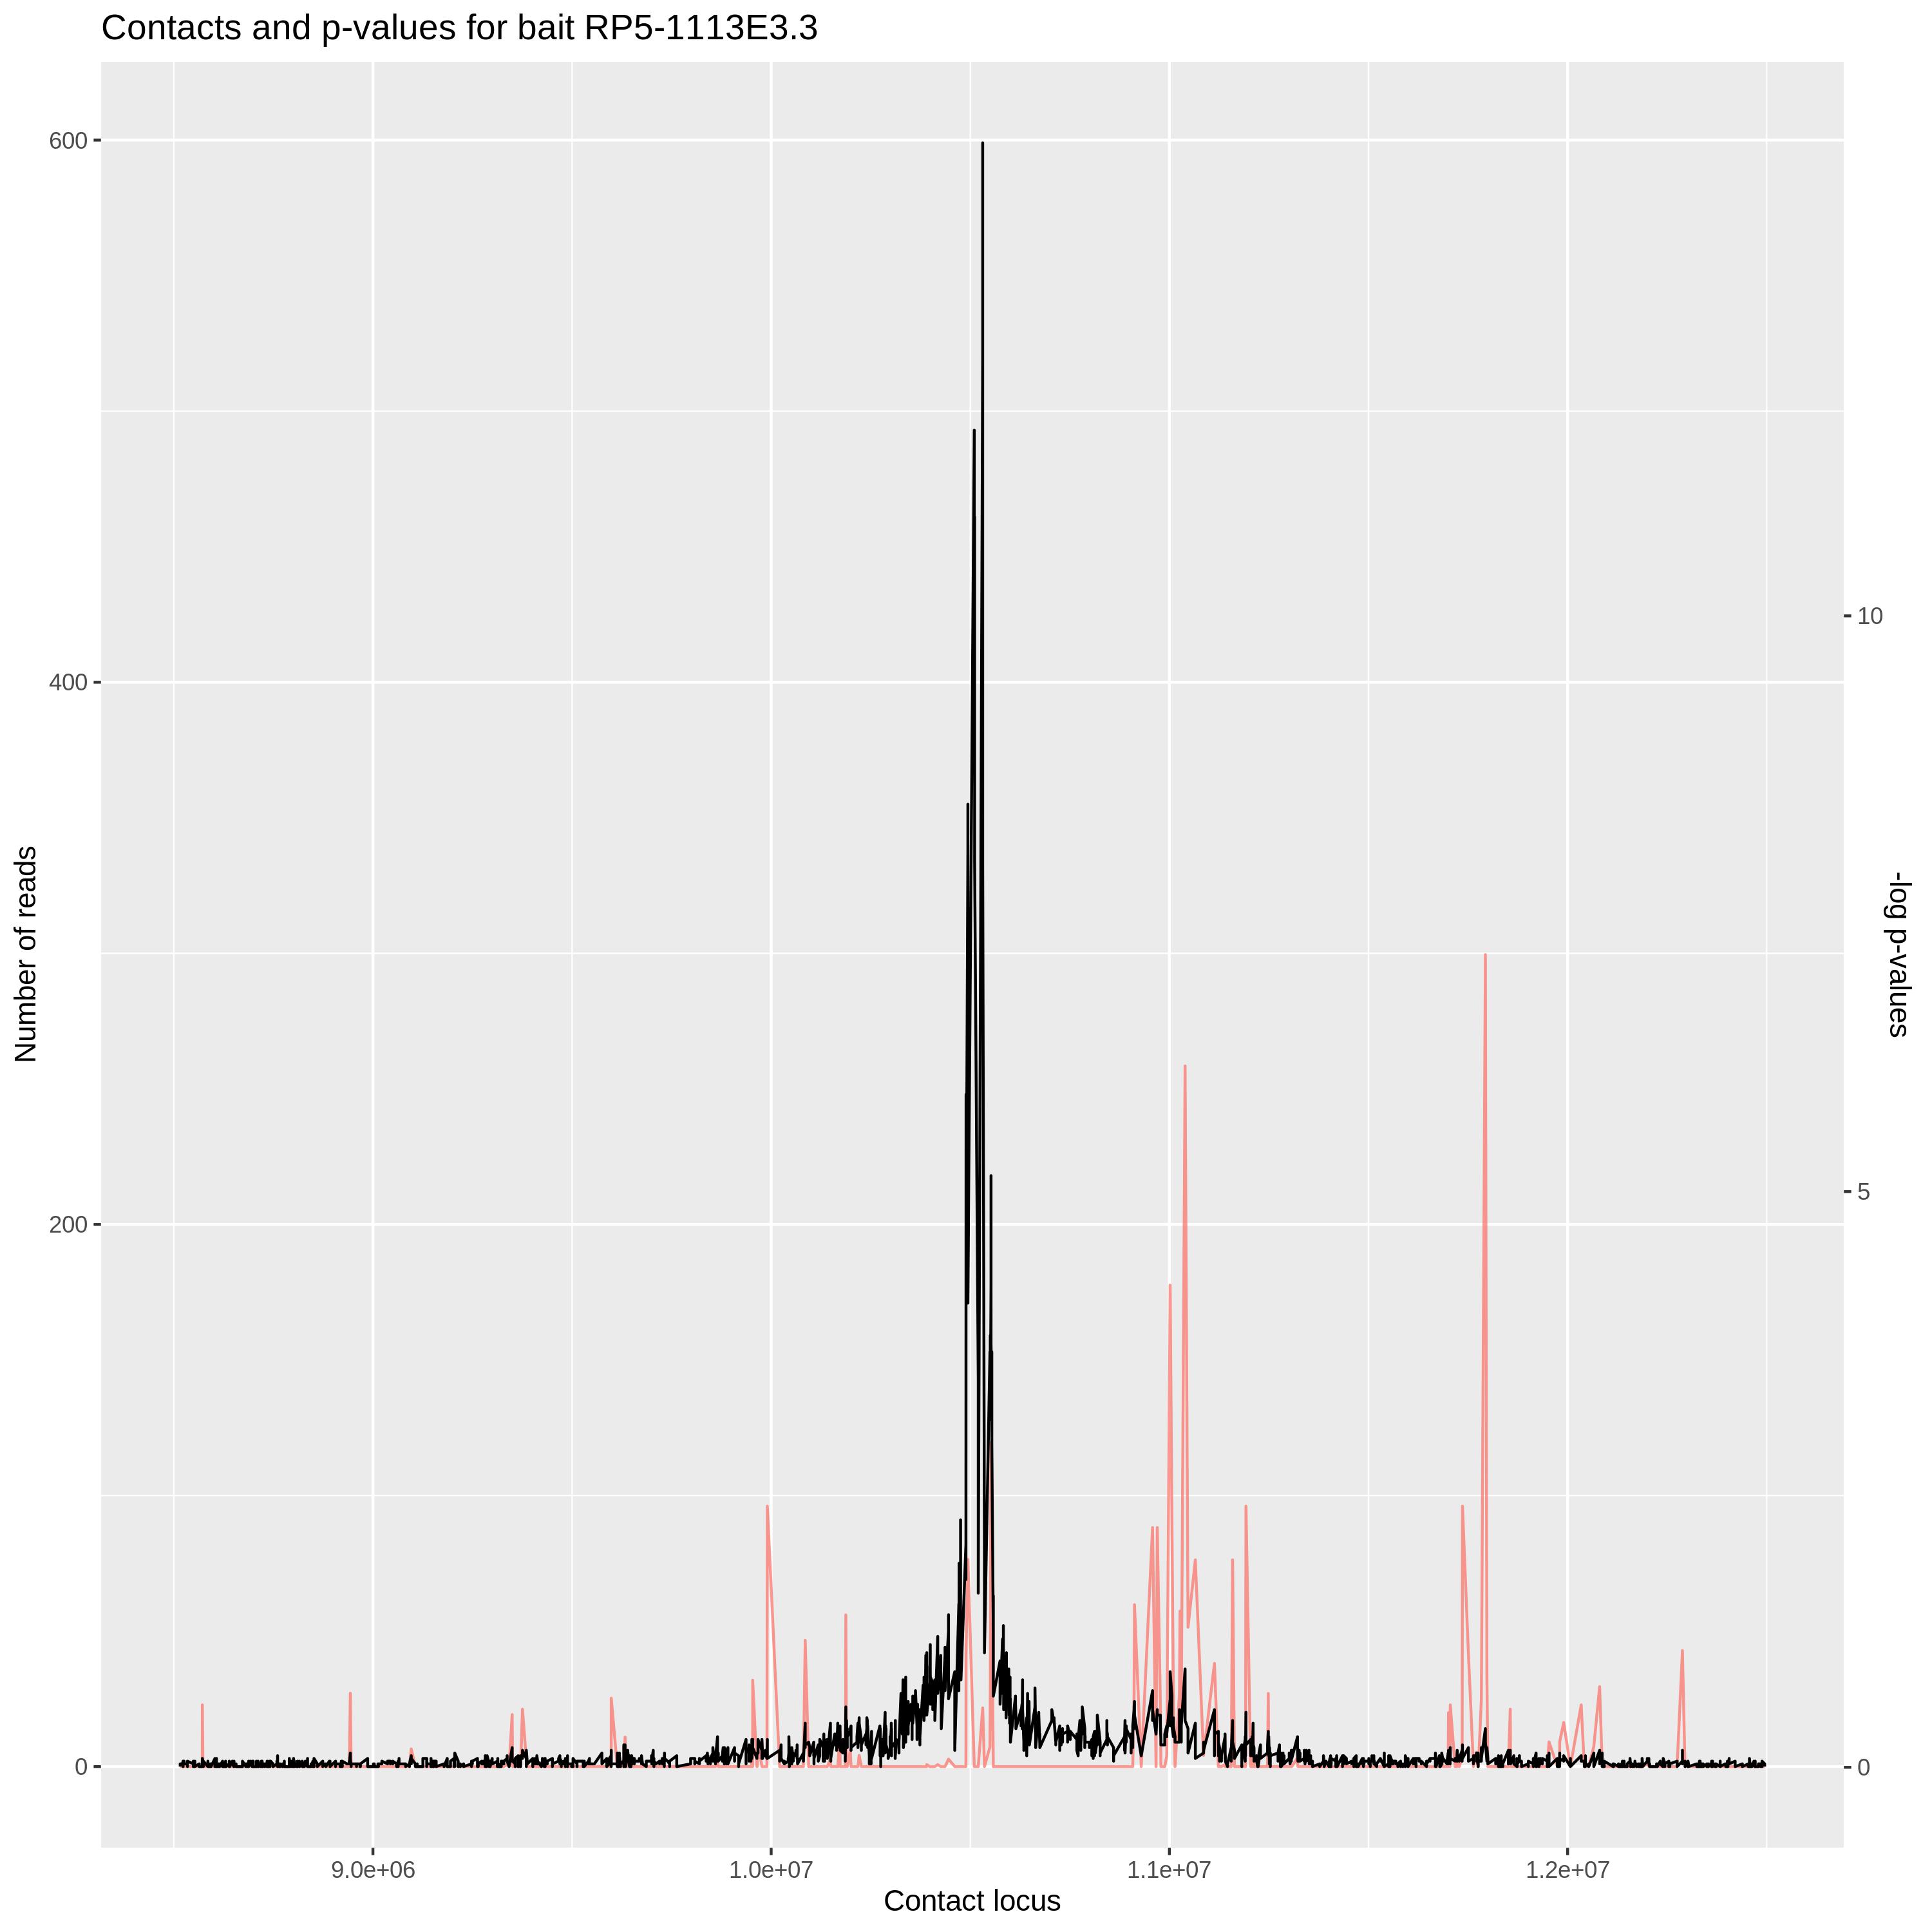 Contacts and p-values for bait RP5-1113E3.3
600
400
200
0
Number of reads
10
5
0
-log p-values
9.0e+06
1.0e+07
1.1e+07
1.2e+07
Contact locus